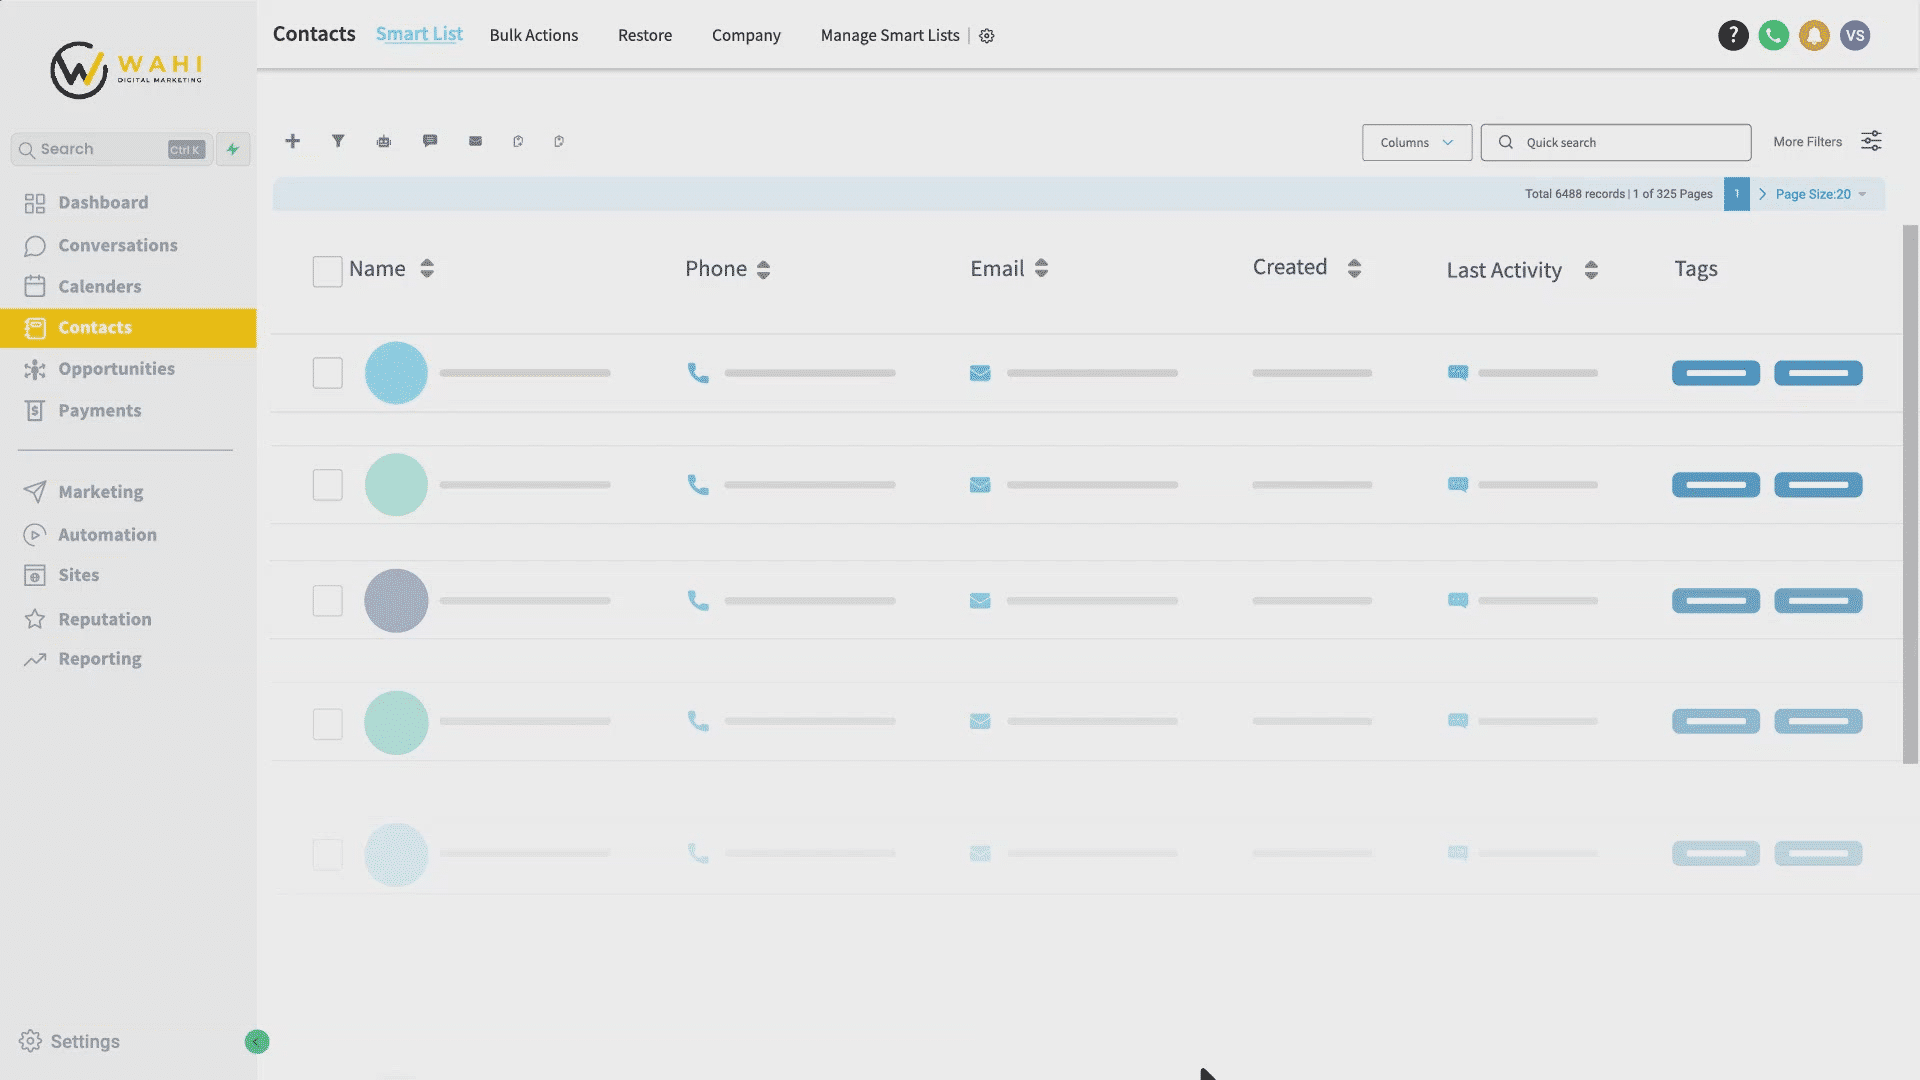 WAHI
DIGITAL MARKETING
Contacts
Smart List
Bulk Actions
Restore
Company
Manage Smart Lists
?
VS
Search
Ctrl K
Columns
Quick search
More Filters
Total 6488 records | 1 of 325 Pages
1
Page Size:20
Dashboard
Conversations
Calenders
Contacts
Opportunities
Payments
Marketing
Automation
Sites
Reputation
Reporting
Settings
Name
Phone
Email
Created
Last Activity
Tags